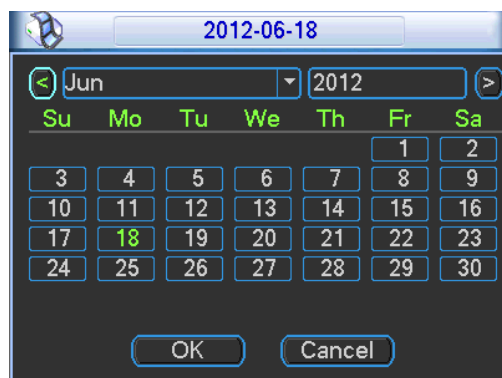 2012-06-18
< Jun 2012 >
Su Mo Tu We Th Fr Sa
1 2
3 4 5 6 7 8 9
10 11 12 13 14 15 16
17 18 19 20 21 22 23
24 25 26 27 28 29 30
OK Cancel